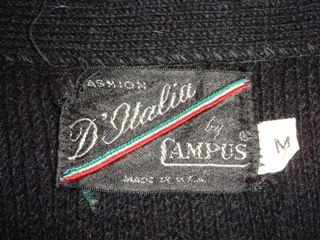 FASHION
D'Italia
by
CAMPUS®
MADE IN U.S.A.
M